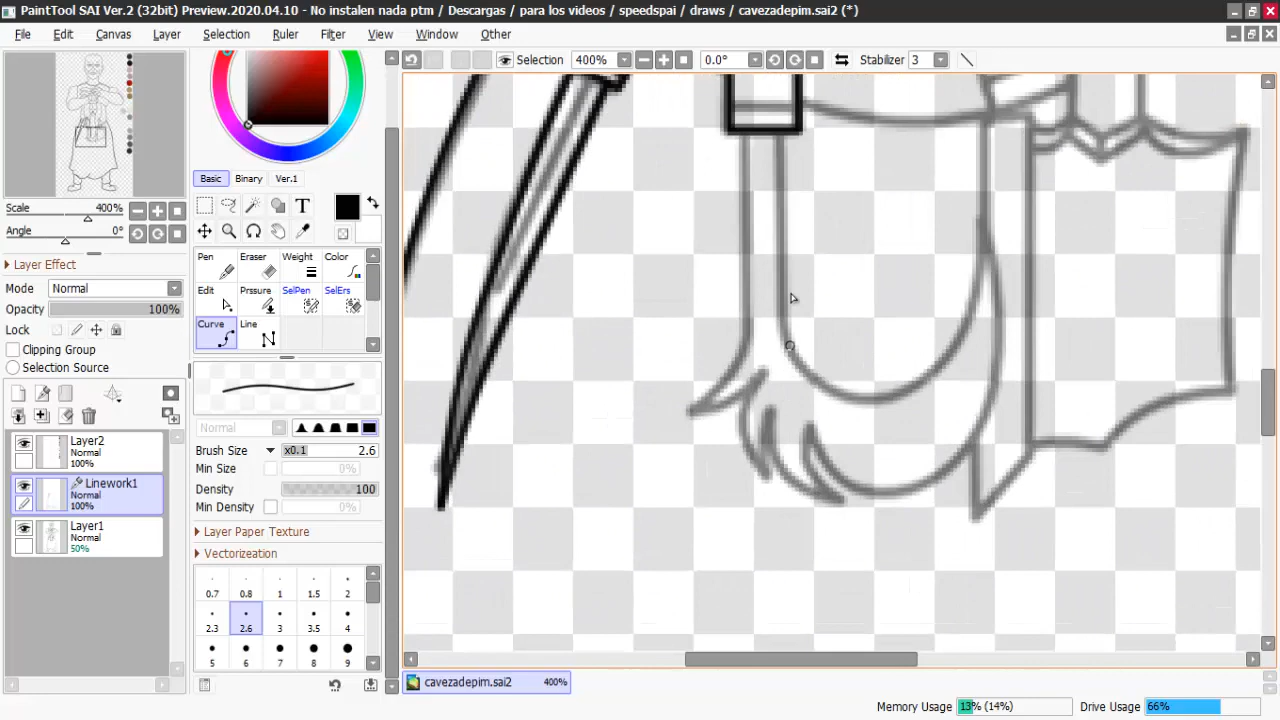 PaintTool SAI Ver.2 (32bit) Preview.2020.04.10 - No instalen nada ptm / Descargas / para los videos / speedspai / draws / cavezadepim.sai2 (*)
File Edit Canvas Layer Selection Ruler Filter View Window Other
Selection 400% 0.0° Stabilizer 3
Scale 400%
Angle 0°
Layer Effect
Mode Normal
Opacity 100%
Lock
Clipping Group
Selection Source
Layer2
Normal
100%
Linework1
Normal
100%
Layer1
Normal
50%
Basic Binary Ver.1
T
Pen Eraser Weight Color
Edit Prssure SelPen SelErs
Curve Line
Normal
Brush Size x0.1 2.6
Min Size 0%
Density 100
Min Density 0%
Layer Paper Texture
Vectorization
0.7 0.8 1 1.5 2
2.3 2.6 3 3.5 4
5 6 7 8 9
cavezadepim.sai2 400%
Memory Usage 13% (14%) Drive Usage 66%